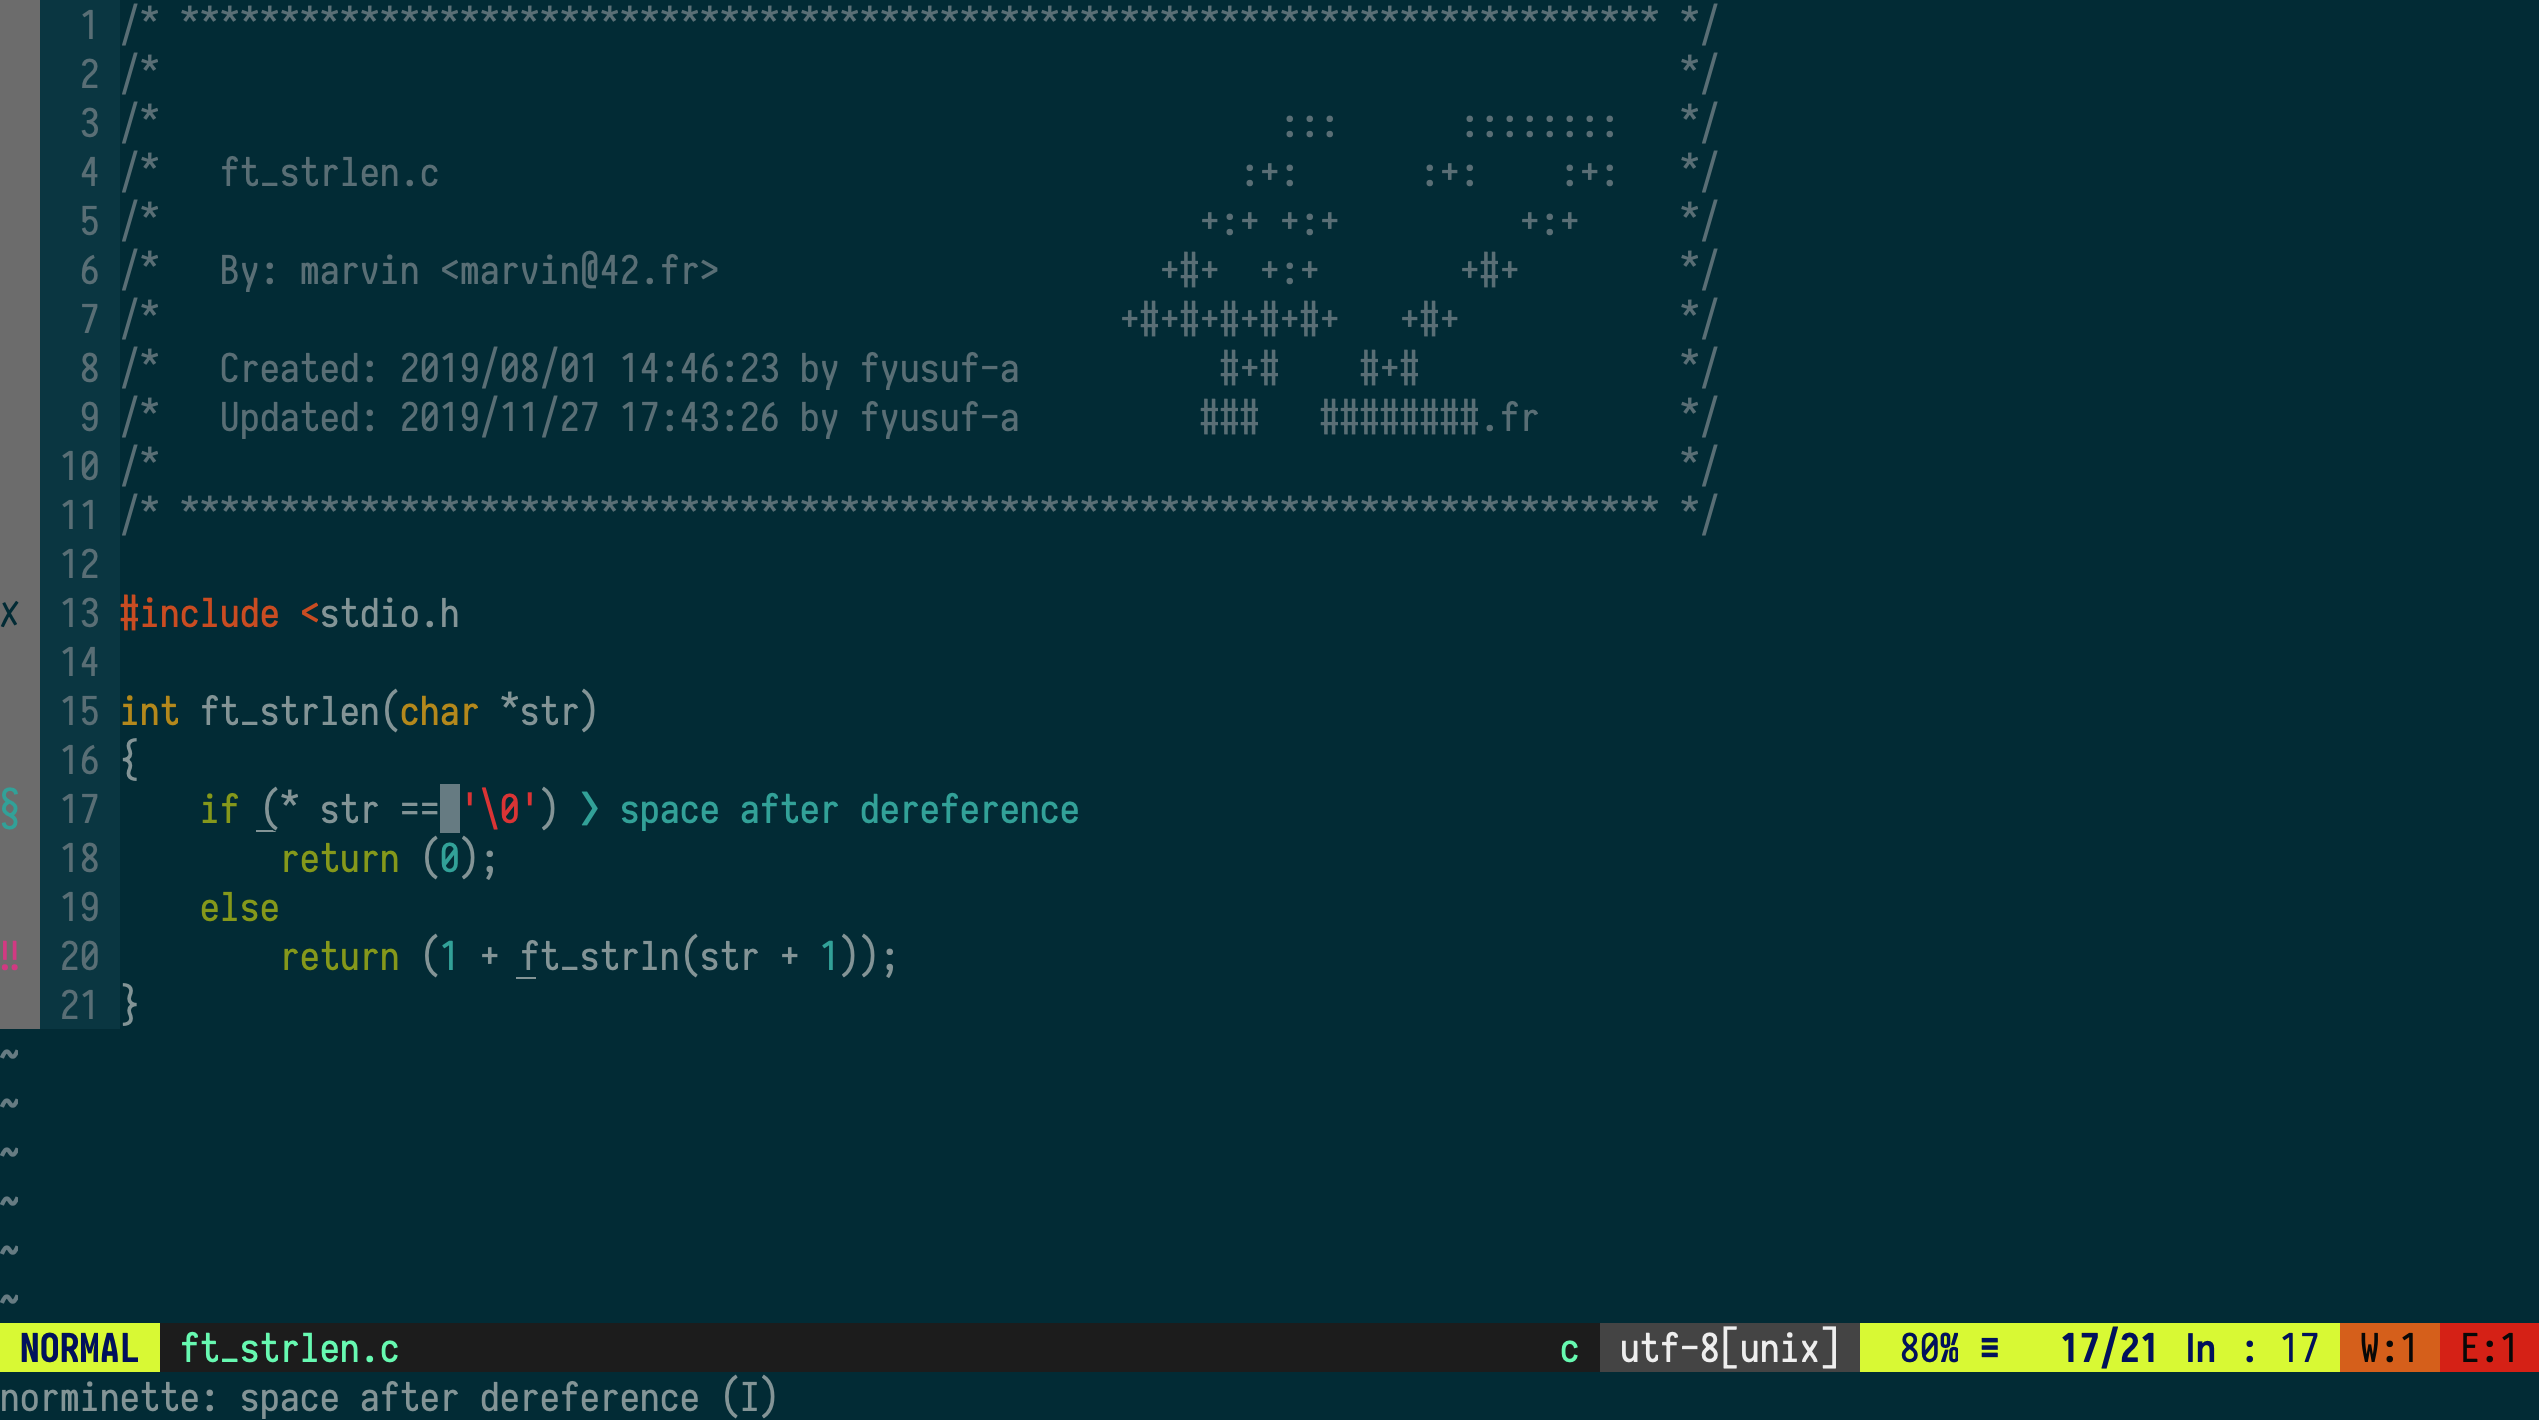 1 /* ************************************************************************** */
2 /*                                                                            */
3 /*                                                        :::      ::::::::   */
4 /*   ft_strlen.c                                        :+:      :+:    :+:   */
5 /*                                                    +:+ +:+         +:+     */
6 /*   By: marvin <marvin@42.fr>                      +#+  +:+       +#+        */
7 /*                                                +#+#+#+#+#+   +#+           */
8 /*   Created: 2019/08/01 14:46:23 by fyusuf-a          #+#    #+#             */
9 /*   Updated: 2019/11/27 17:43:26 by fyusuf-a         ###   ########.fr       */
10 /*                                                                            */
11 /* ************************************************************************** */
12
X 13 #include <stdio.h
14
15 int ft_strlen(char *str)
16 {
§ 17     if (* str == '\0') ❯ space after dereference
18         return (0);
19     else
!! 20         return (1 + ft_strln(str + 1));
21 }
~
~
~
~
~
~
NORMAL ft_strlen.c c utf-8[unix] 80% ≡ 17/21 ln : 17 W:1 E:1
norminette: space after dereference (I)